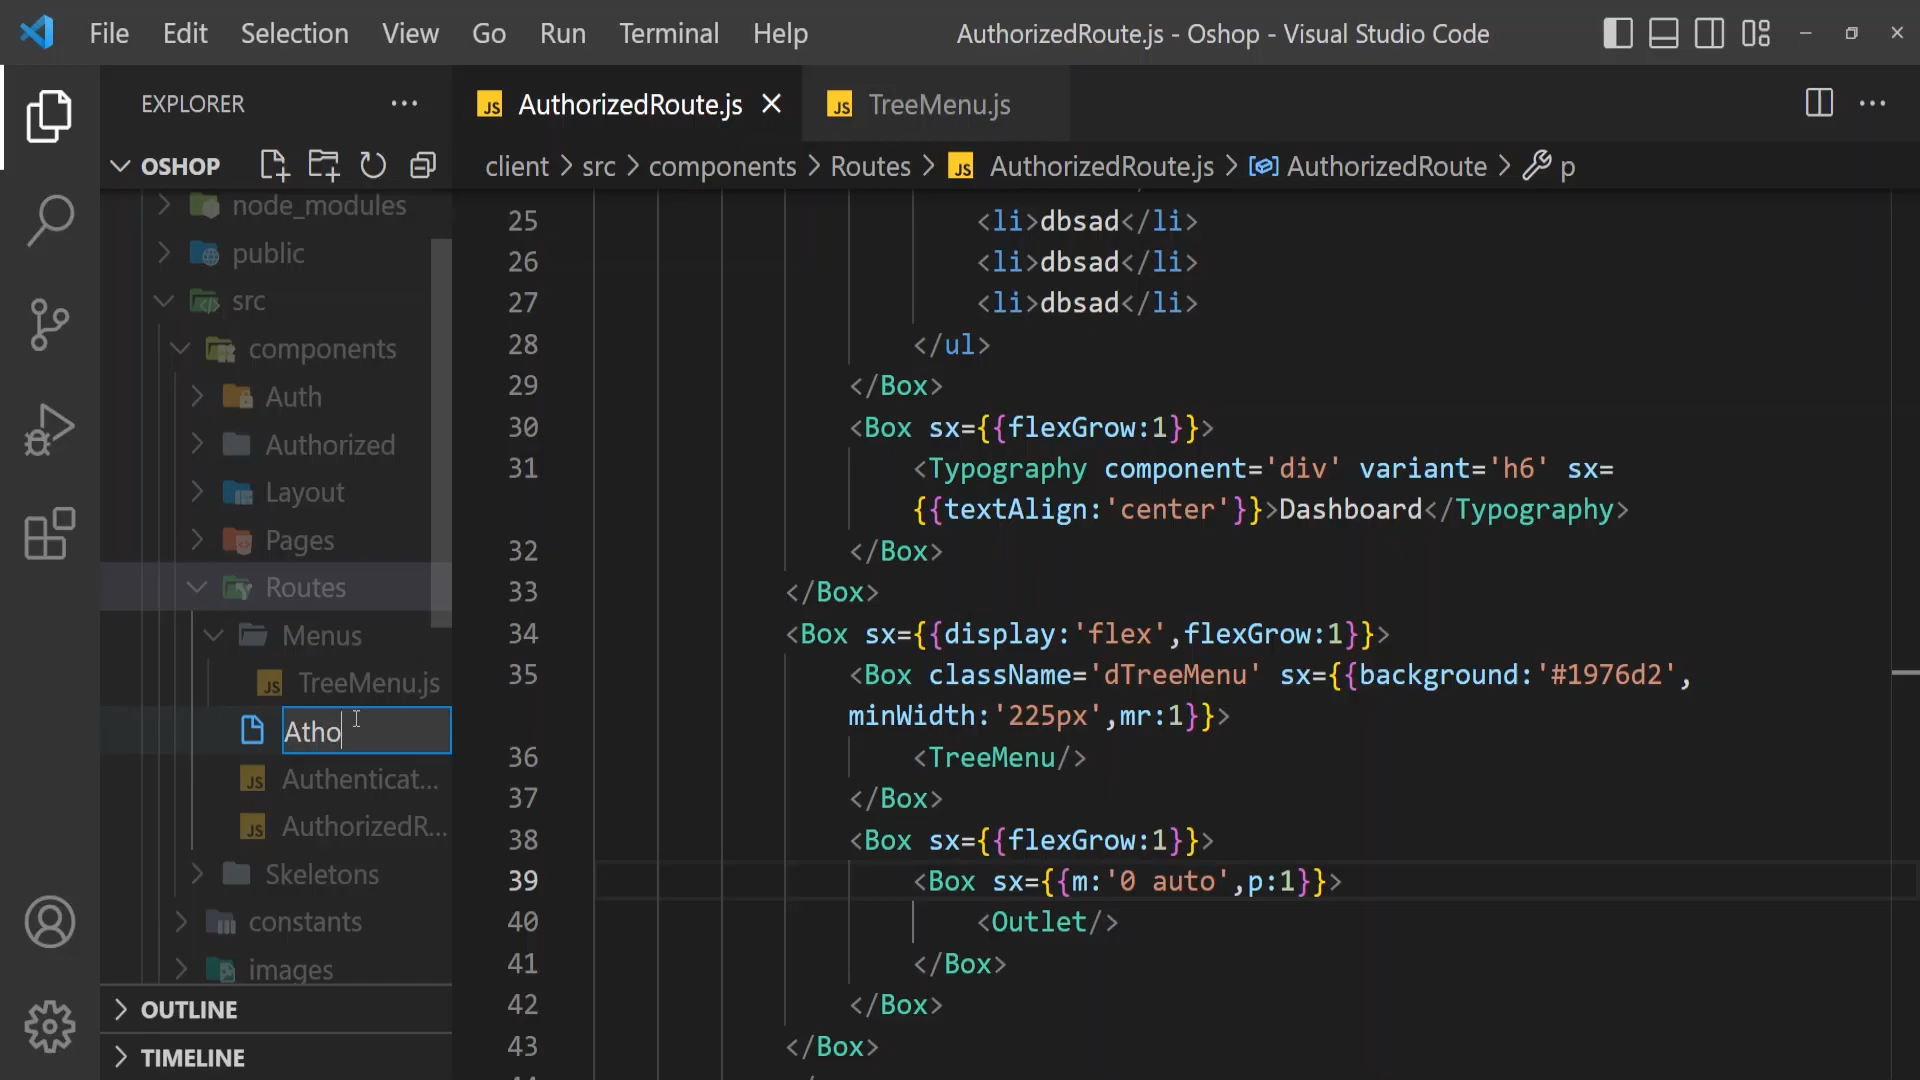 File Edit Selection View Go Run Terminal Help AuthorizedRoute.js - Oshop - Visual Studio Code
EXPLORER
OSHOP
node_modules
public
src
components
Auth
Authorized
Layout
Pages
Routes
Menus
TreeMenu.js
Atho
Authenticat...
AuthorizedR...
Skeletons
constants
images
OUTLINE
TIMELINE
JS AuthorizedRoute.js JS TreeMenu.js
client > src > components > Routes > JS AuthorizedRoute.js > AuthorizedRoute > p
25 <li>dbsad</li>
26 <li>dbsad</li>
27 <li>dbsad</li>
28 </ul>
29 </Box>
30 <Box sx={{flexGrow:1}}>
31 <Typography component='div' variant='h6' sx=
{{textAlign:'center'}}>Dashboard</Typography>
32 </Box>
33 </Box>
34 <Box sx={{display:'flex',flexGrow:1}}>
35 <Box className='dTreeMenu' sx={{background:'#1976d2',
minWidth:'225px',mr:1}}>
36 <TreeMenu/>
37 </Box>
38 <Box sx={{flexGrow:1}}>
39 <Box sx={{m:'0 auto',p:1}}>
40 <Outlet/>
41 </Box>
42 </Box>
43 </Box>